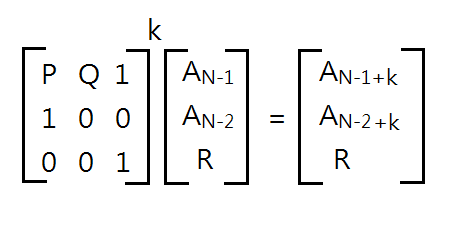 k
P Q 1 A_{N-1} A_{N-1+k}
1 0 0 A_{N-2} = A_{N-2+k}
0 0 1 R R